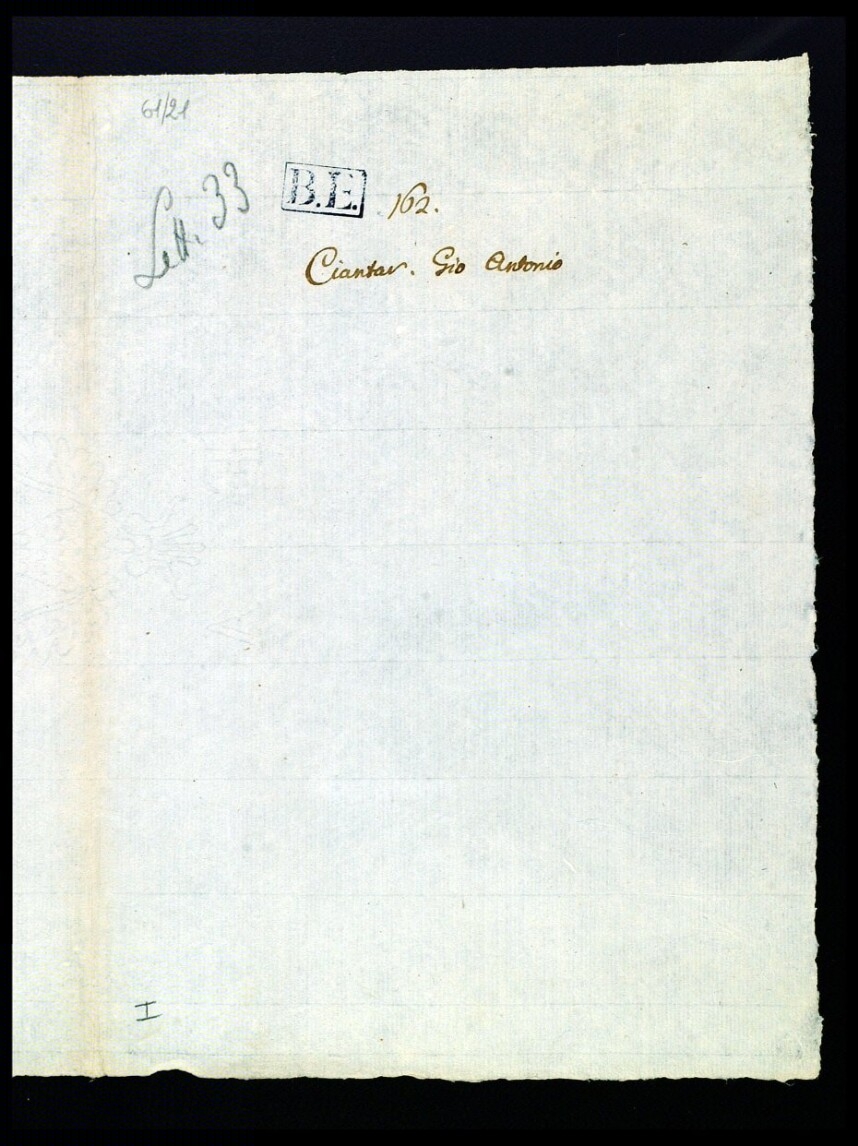 61/21
Lett. 33
B.E. 162.
Ciantar. Gio Antonio
I